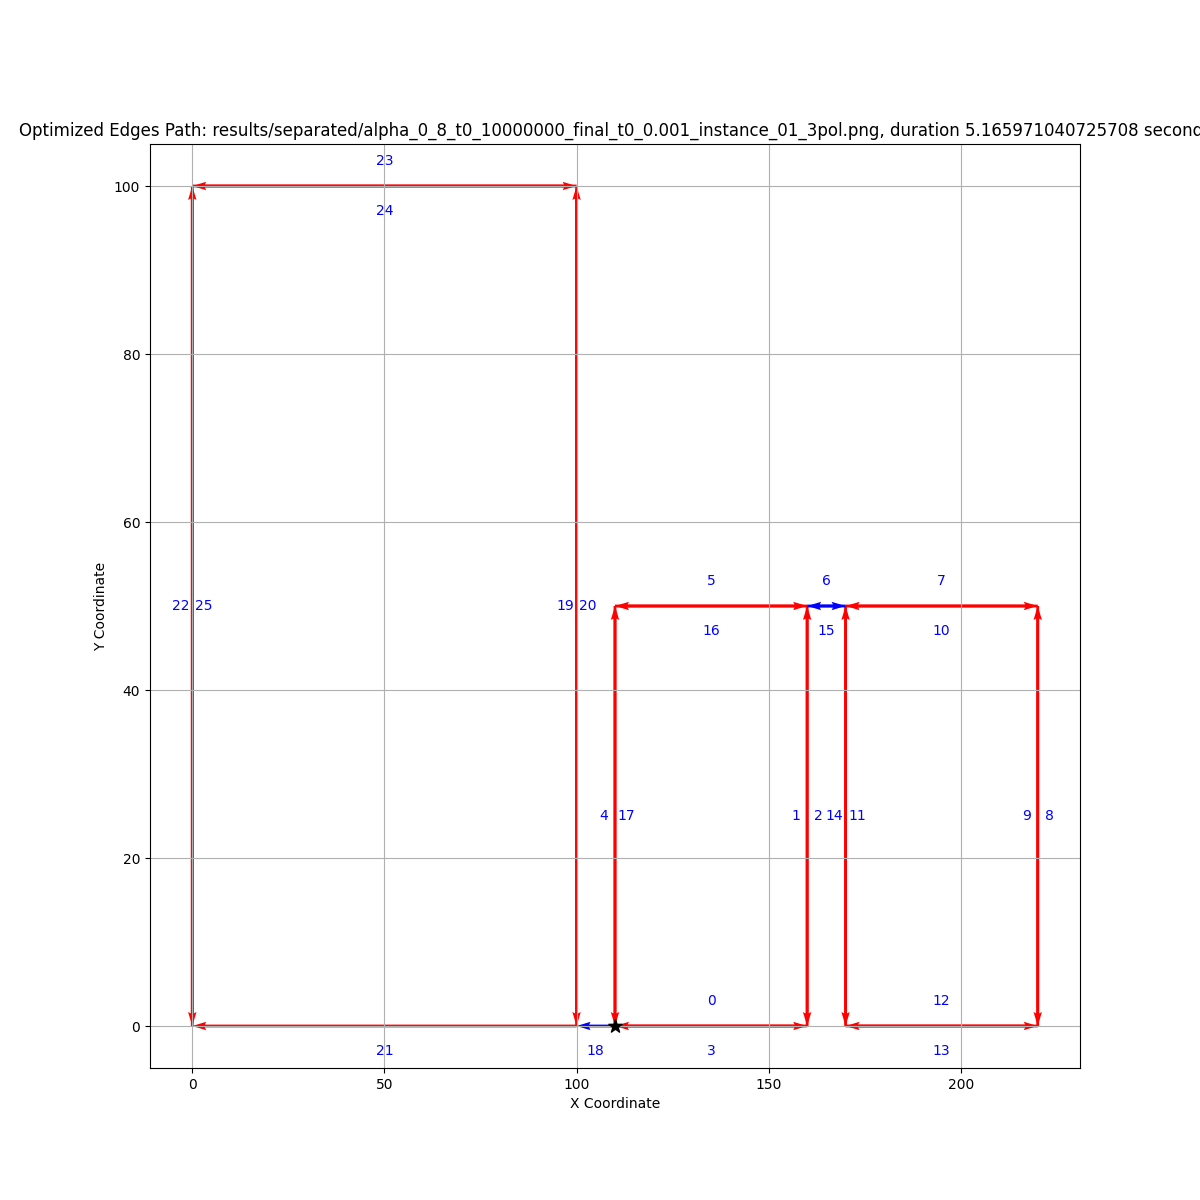 Optimized Edges Path: results/separated/alpha_0_8_t0_10000000_final_t0_0.001_instance_01_3pol.png, duration 5.165971040725708 second
23
100
24
80
60
5 6 7
22 25 19 20
16 15 10
Y Coordinate
40
4 17 1 2 14 11 9 8
20
0 12
0
21 18 3 13
0 50 100 150 200
X Coordinate